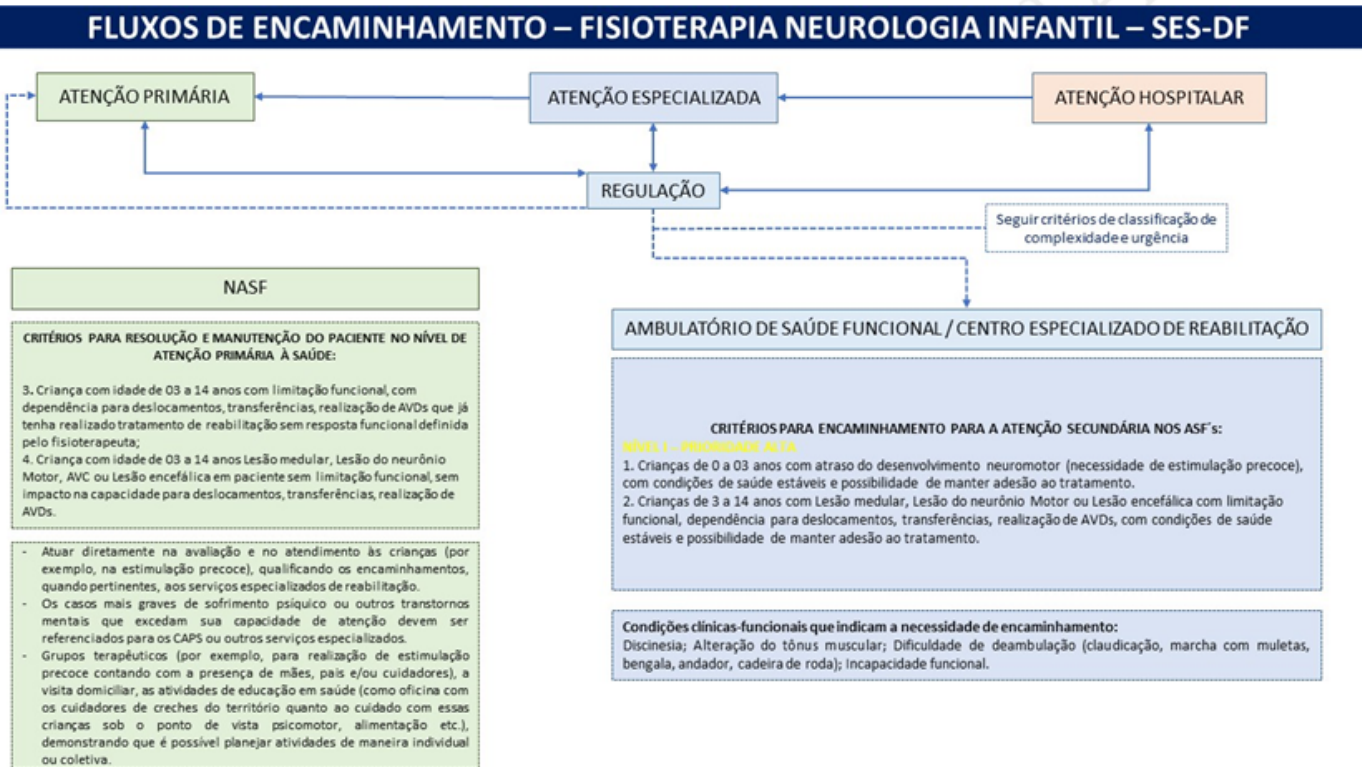 FLUXOS DE ENCAMINHAMENTO – FISIOTERAPIA NEUROLOGIA INFANTIL – SES-DF
ATENÇÃO PRIMÁRIA
ATENÇÃO ESPECIALIZADA
ATENÇÃO HOSPITALAR
REGULAÇÃO
Seguir critérios de classificação de
complexidade e urgência
NASF
CRITÉRIOS PARA RESOLUÇÃO E MANUTENÇÃO DO PACIENTE NO NÍVEL DE
ATENÇÃO PRIMÁRIA À SAÚDE:
3. Criança com idade de 03 a 14 anos com limitação funcional, com
dependência para deslocamentos, transferências, realização de AVDs que já
tenha realizado tratamento de reabilitação sem resposta funcional definida
pelo fisioterapeuta;
4. Criança com idade de 03 a 14 anos Lesão medular, Lesão do neurônio
Motor, AVC ou Lesão encefálica em paciente sem limitação funcional, sem
impacto na capacidade para deslocamentos, transferências, realização de
AVDs.
- Atuar diretamente na avaliação e no atendimento às crianças (por
exemplo, na estimulação precoce), qualificando os encaminhamentos,
quando pertinentes, aos serviços especializados de reabilitação.
- Os casos mais graves de sofrimento psíquico ou outros transtornos
mentais que excedam sua capacidade de atenção devem ser
referenciados para os CAPS ou outros serviços especializados.
- Grupos terapêuticos (por exemplo, para realização de estimulação
precoce contando com a presença de mães, pais e/ou cuidadores), a
visita domiciliar, as atividades de educação em saúde (como oficina com
os cuidadores de creches do território quanto ao cuidado com essas
crianças sob o ponto de vista psicomotor, alimentação etc.),
demonstrando que é possível planejar atividades de maneira individual
ou coletiva.
AMBULATÓRIO DE SAÚDE FUNCIONAL / CENTRO ESPECIALIZADO DE REABILITAÇÃO
CRITÉRIOS PARA ENCAMINHAMENTO PARA A ATENÇÃO SECUNDÁRIA NOS ASF´s:
NÍVEL I – PRIORIDADE ALTA
1. Crianças de 0 a 03 anos com atraso do desenvolvimento neuromotor (necessidade de estimulação precoce),
com condições de saúde estáveis e possibilidade de manter adesão ao tratamento.
2. Crianças de 3 a 14 anos com Lesão medular, Lesão do neurônio Motor ou Lesão encefálica com limitação
funcional, dependência para deslocamentos, transferências, realização de AVDs, com condições de saúde
estáveis e possibilidade de manter adesão ao tratamento.
Condições clínicas-funcionais que indicam a necessidade de encaminhamento:
Discinesia; Alteração do tônus muscular; Dificuldade de deambulação (claudicação, marcha com muletas,
bengala, andador, cadeira de roda); Incapacidade funcional.